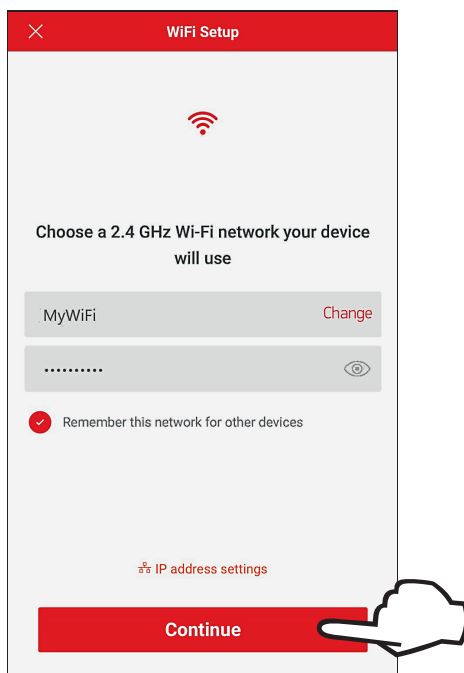 WiFi Setup
Choose a 2.4 GHz Wi-Fi network your device
will use
MyWiFi Change
••••••••••
Remember this network for other devices
IP address settings
Continue